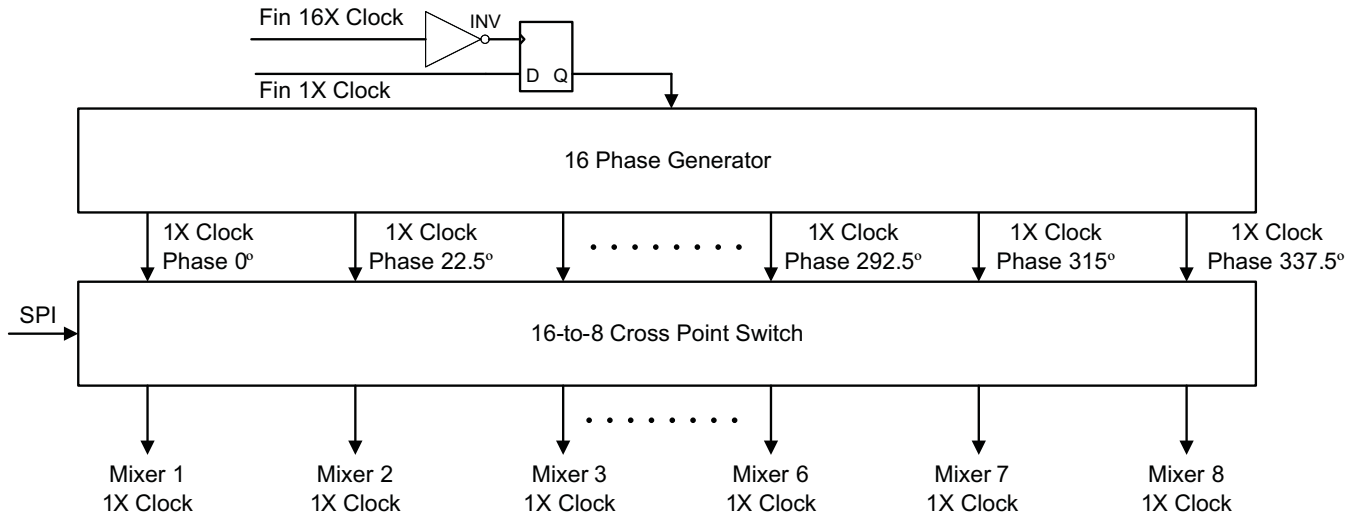 Fin 16X Clock
INV
D Q
Fin 1X Clock
16 Phase Generator
1X Clock
Phase 0º
1X Clock
Phase 22.5º
1X Clock
Phase 292.5º
1X Clock
Phase 315º
1X Clock
Phase 337.5º
SPI
16-to-8 Cross Point Switch
Mixer 1
1X Clock
Mixer 2
1X Clock
Mixer 3
1X Clock
Mixer 6
1X Clock
Mixer 7
1X Clock
Mixer 8
1X Clock